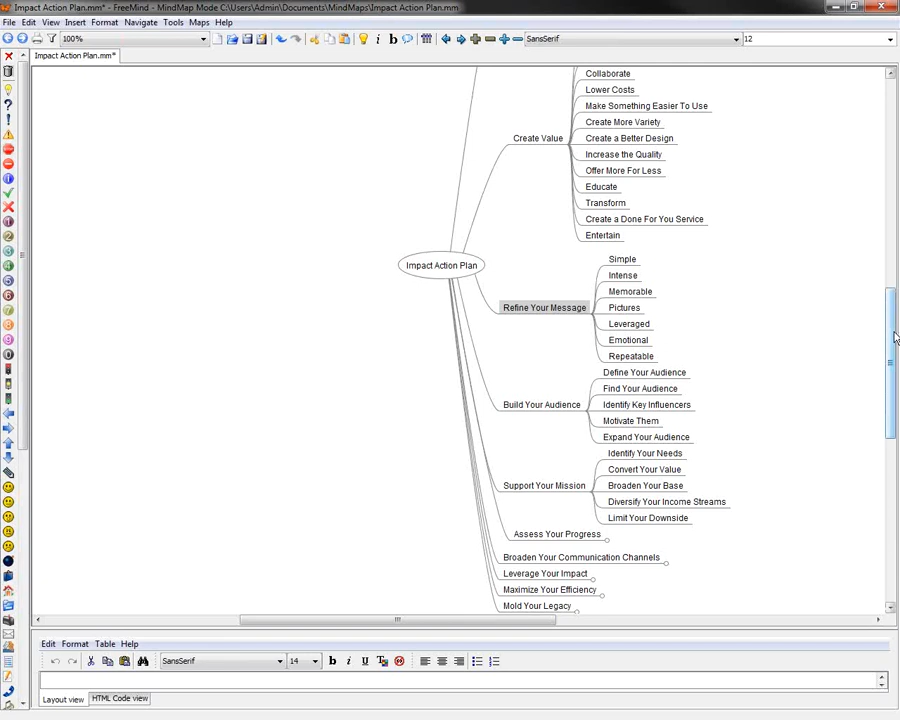 Impact Action Plan.mm* - FreeMind - MindMap Mode C:\Users\Admin\Documents\MindMaps\Impact Action Plan.mm
File Edit View Insert Format Navigate Tools Maps Help
100%
SansSerif
12
Impact Action Plan.mm*
Collaborate
Lower Costs
Make Something Easier To Use
Create More Variety
Create Value
Create a Better Design
Increase the Quality
Offer More For Less
Educate
Transform
Create a Done For You Service
Entertain
Impact Action Plan
Simple
Intense
Memorable
Refine Your Message
Pictures
Leveraged
Emotional
Repeatable
Define Your Audience
Find Your Audience
Build Your Audience
Identify Key Influencers
Motivate Them
Expand Your Audience
Identify Your Needs
Convert Your Value
Support Your Mission
Broaden Your Base
Diversify Your Income Streams
Limit Your Downside
Assess Your Progress
Broaden Your Communication Channels
Leverage Your Impact
Maximize Your Efficiency
Mold Your Legacy
Edit Format Table Help
SansSerif
14
Layout view
HTML Code view